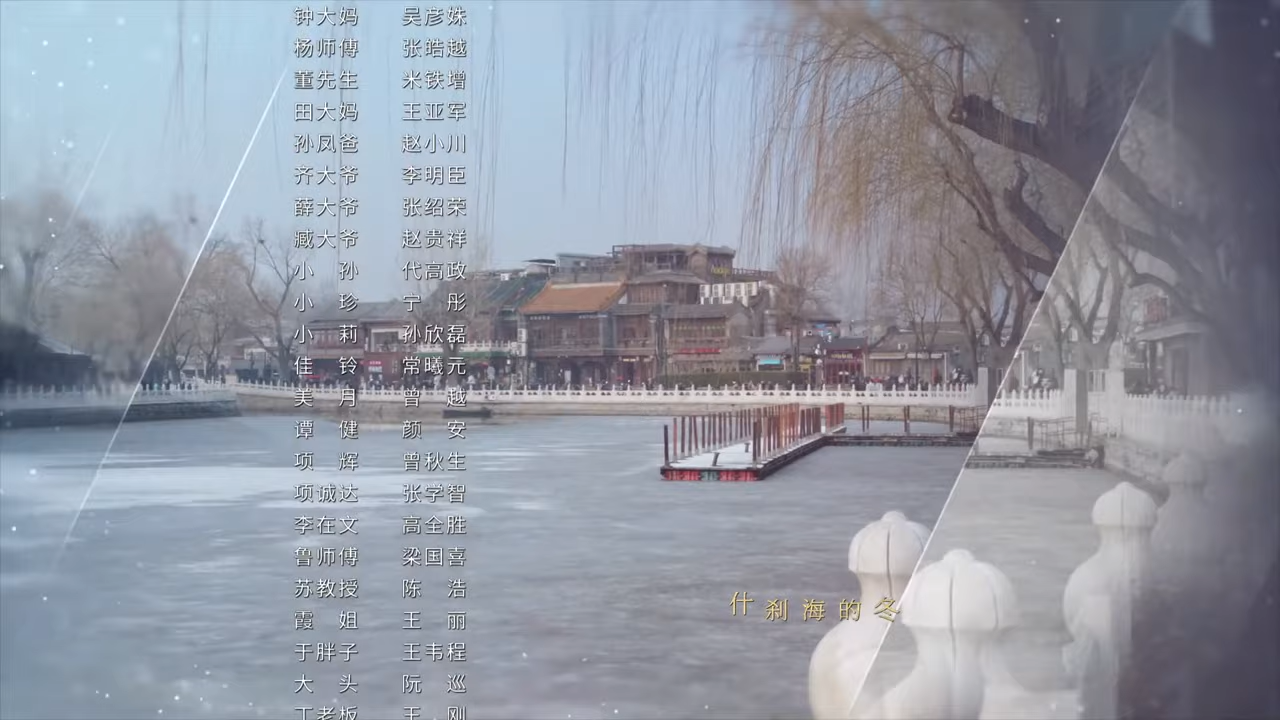 钟大妈 吴彦姝
杨师傅 张皓越
董先生 米铁增
田大妈 王亚军
孙凤爸 赵小川
齐大爷 李明臣
薛大爷 张绍荣
臧大爷 赵贵祥
小孙 代高政
小珍 宁彤
小莉 孙欣磊
佳铃 常曦元
美月 曾越
谭健 颜安
项辉 曾秋生
项诚达 张学智
李在文 高全胜
鲁师傅 梁国喜
苏教授 陈浩
霞姐 王丽
于胖子 王韦程
大头 阮巡
什刹海的冬